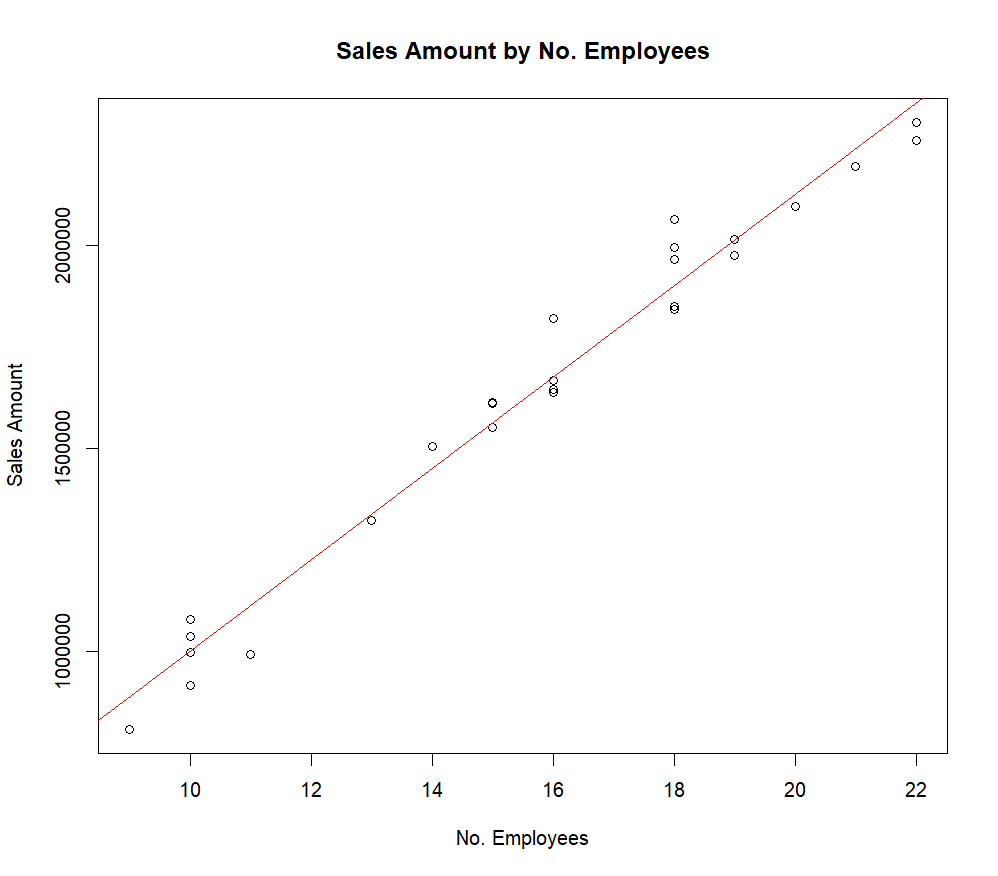 Sales Amount by No. Employees
Sales Amount
2000000
1500000
1000000
10 12 14 16 18 20 22
No. Employees